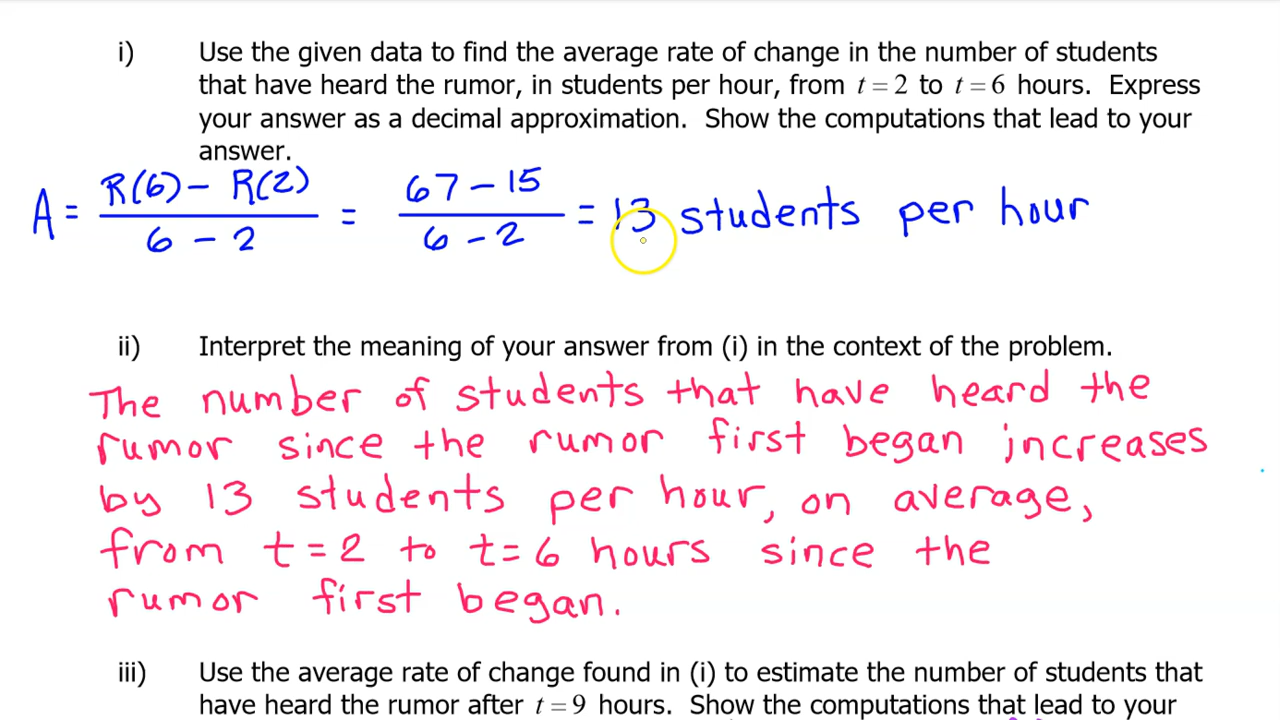 i) Use the given data to find the average rate of change in the number of students
that have heard the rumor, in students per hour, from t = 2 to t = 6 hours. Express
your answer as a decimal approximation. Show the computations that lead to your
answer.
A = R(6) − R(2) / 6 − 2 = 67 − 15 / 6 − 2 = 13 students per hour
ii) Interpret the meaning of your answer from (i) in the context of the problem.
The number of students that have heard the
rumor since the rumor first began increases
by 13 students per hour, on average,
from t = 2 to t = 6 hours since the
rumor first began.
iii) Use the average rate of change found in (i) to estimate the number of students that
have heard the rumor after t = 9 hours. Show the computations that lead to your